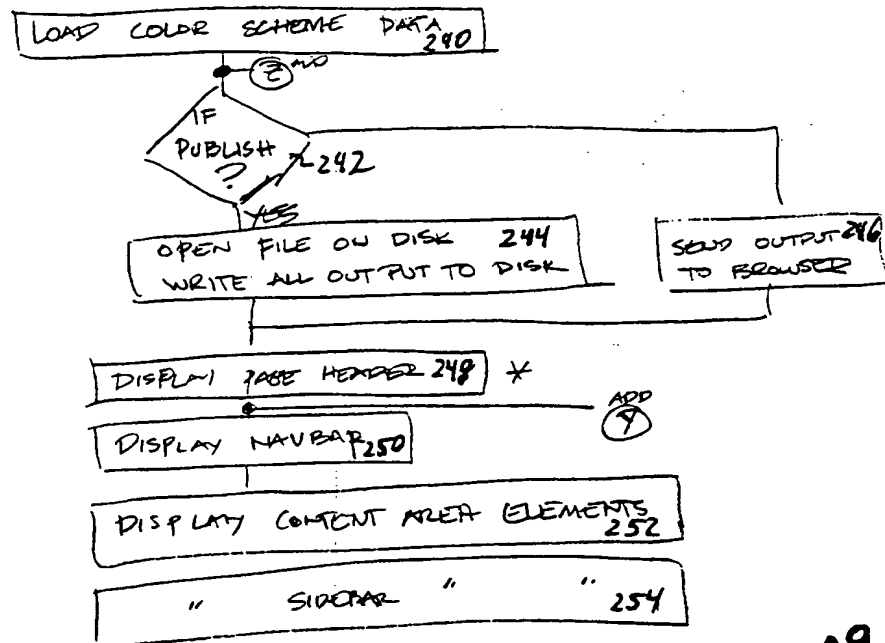 LOAD COLOR SCHEME DATA
240
Z ADD
IF
PUBLISH
?
242
YES
OPEN FILE ON DISK 244
WRITE ALL OUTPUT TO DISK
SEND OUTPUT 246
TO BROWSER
DISPLAY PAGE HEADER 248 *
ADD
Y
DISPLAY NAVBAR 250
DISPLAY CONTENT AREA ELEMENTS
252
" SIDEBAR " " 254